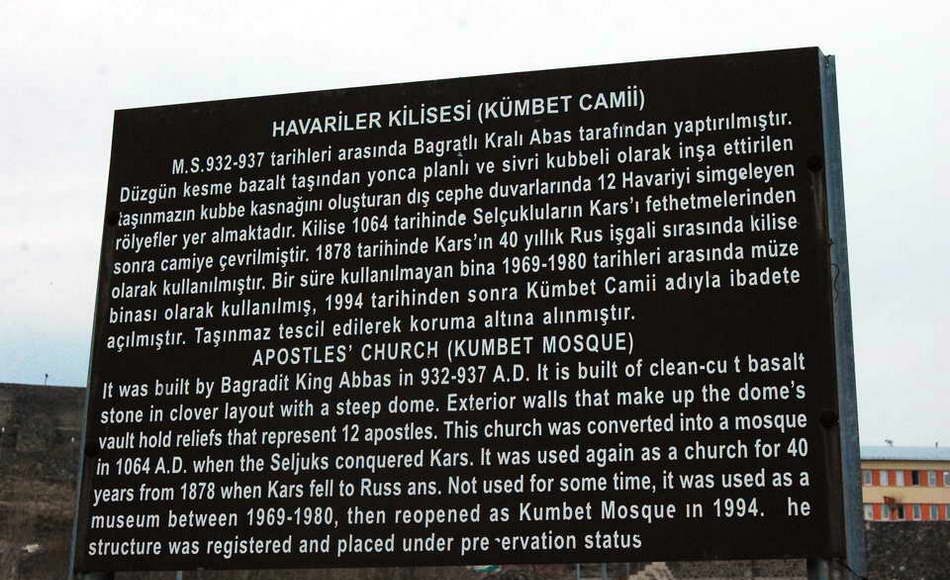 HAVARİLER KİLİSESİ (KÜMBET CAMİİ)
M.S.932-937 tarihleri arasında Bagratlı Kralı Abas tarafından yaptırılmıştır.
Düzgün kesme bazalt taşından yonca planlı ve sivri kubbeli olarak inşa ettirilen
taşınmazın kubbe kasnağını oluşturan dış cephe duvarlarında 12 Havariyi simgeleyen
rölyefler yer almaktadır. Kilise 1064 tarihinde Selçukluların Kars'ı fethetmelerinden
sonra camiye çevrilmiştir. 1878 tarihinde Kars'ın 40 yıllık Rus işgali sırasında kilise
olarak kullanılmıştır. Bir süre kullanılmayan bina 1969-1980 tarihleri arasında müze
binası olarak kullanılmış, 1994 tarihinden sonra Kümbet Camii adıyla ibadete
açılmıştır. Taşınmaz tescil edilerek koruma altına alınmıştır.
APOSTLES' CHURCH (KUMBET MOSQUE)
It was built by Bagradit King Abbas in 932-937 A.D. It is built of clean-cu t basalt
stone in clover layout with a steep dome. Exterior walls that make up the dome's
vault hold reliefs that represent 12 apostles. This church was converted into a mosque
in 1064 A.D. when the Seljuks conquered Kars. It was used again as a church for 40
years from 1878 when Kars fell to Russ ans. Not used for some time, it was used as a
museum between 1969-1980, then reopened as Kumbet Mosque ın 1994. he
structure was registered and placed under pre ervation status